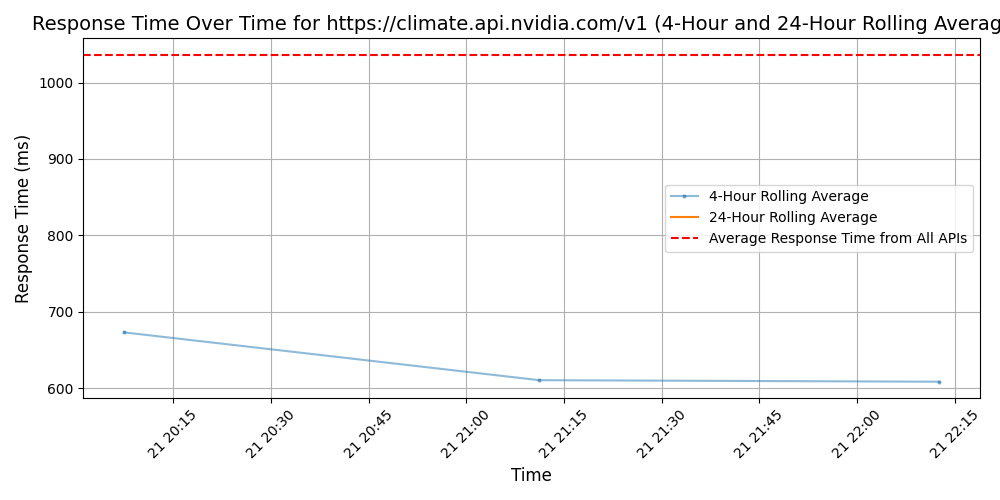 Response Time Over Time for https://climate.api.nvidia.com/v1 (4-Hour and 24-Hour Rolling Averag
Response Time (ms)
1000
900
800
700
600
4-Hour Rolling Average
24-Hour Rolling Average
Average Response Time from All APIs
21 20:15
21 20:30
21 20:45
21 21:00
21 21:15
21 21:30
21 21:45
21 22:00
21 22:15
Time